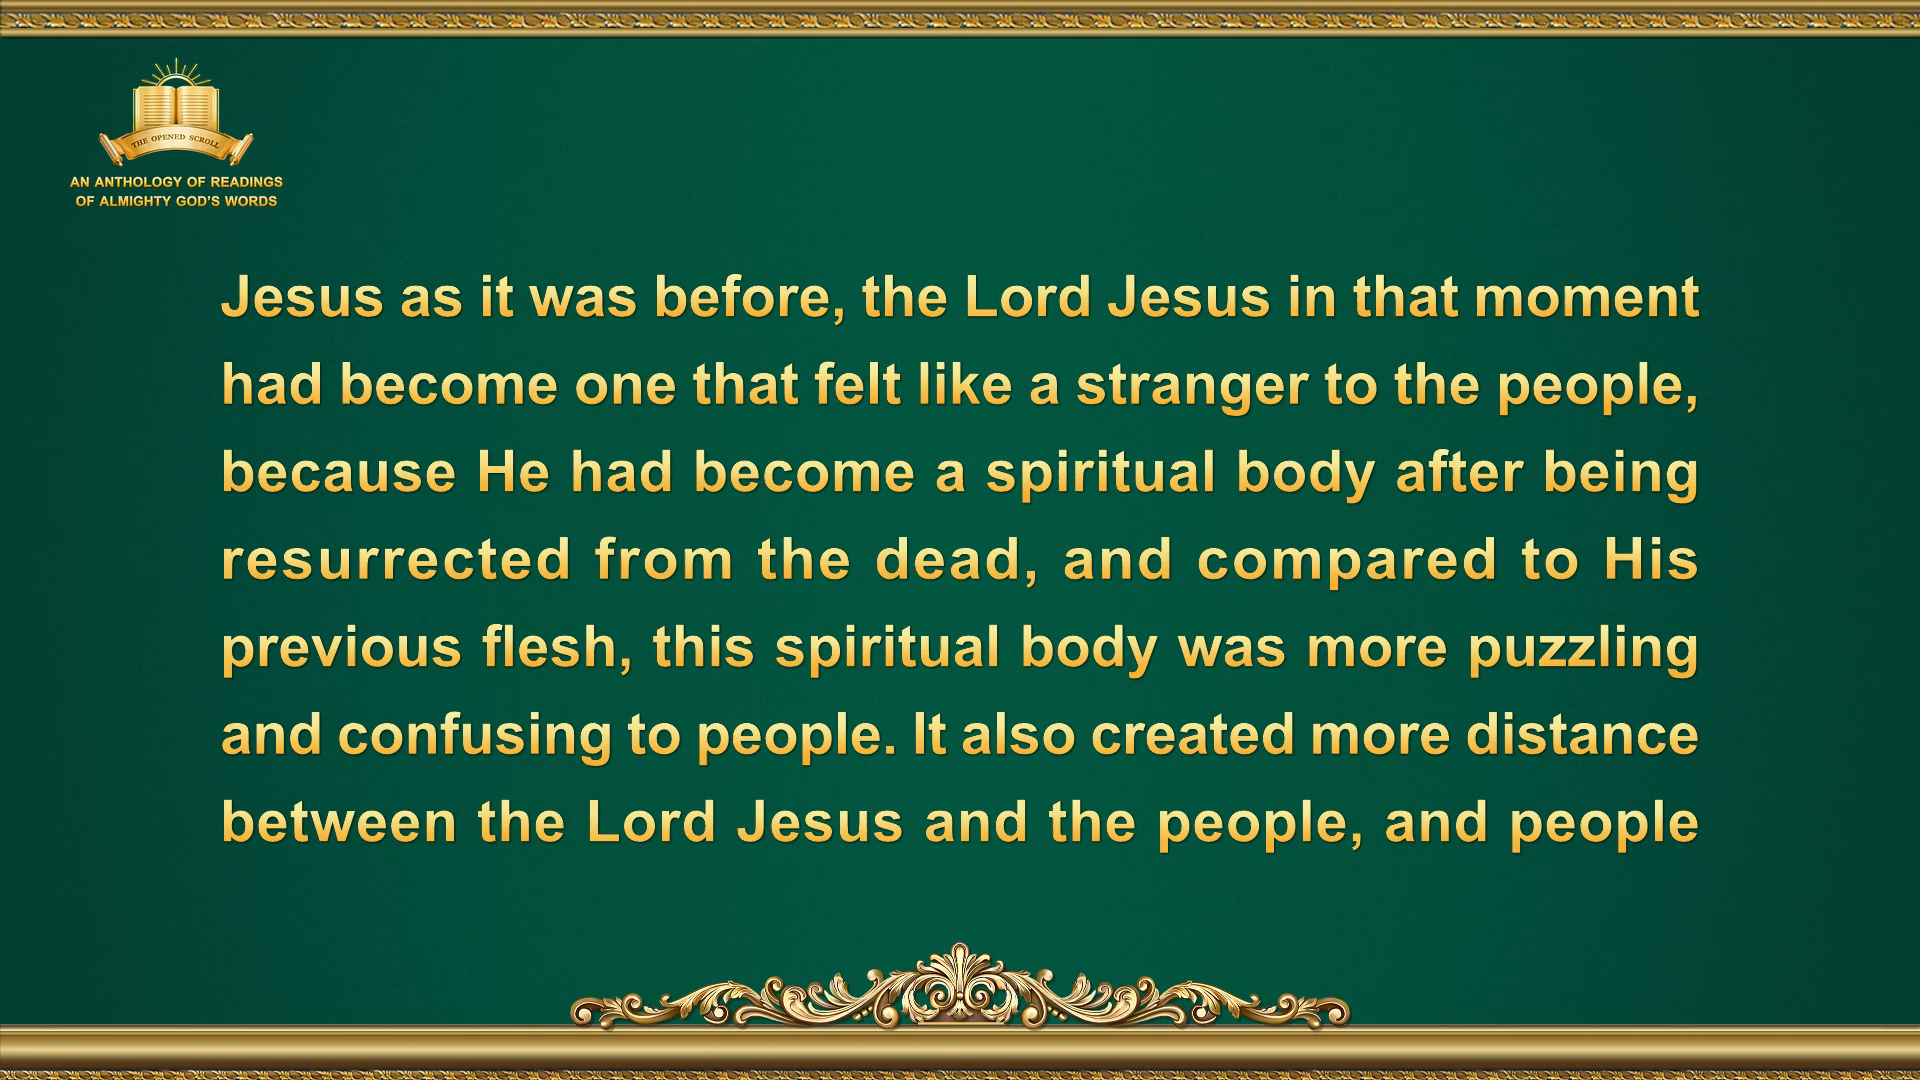 THE OPENED SCROLL
AN ANTHOLOGY OF READINGS
OF ALMIGHTY GOD'S WORDS
Jesus as it was before, the Lord Jesus in that moment
had become one that felt like a stranger to the people,
because He had become a spiritual body after being
resurrected from the dead, and compared to His
previous flesh, this spiritual body was more puzzling
and confusing to people. It also created more distance
between the Lord Jesus and the people, and people